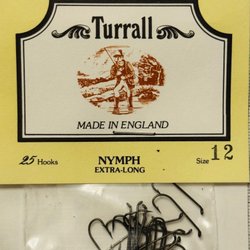 Turrall
MADE IN ENGLAND
25 Hooks NYMPH Size 12
EXTRA-LONG